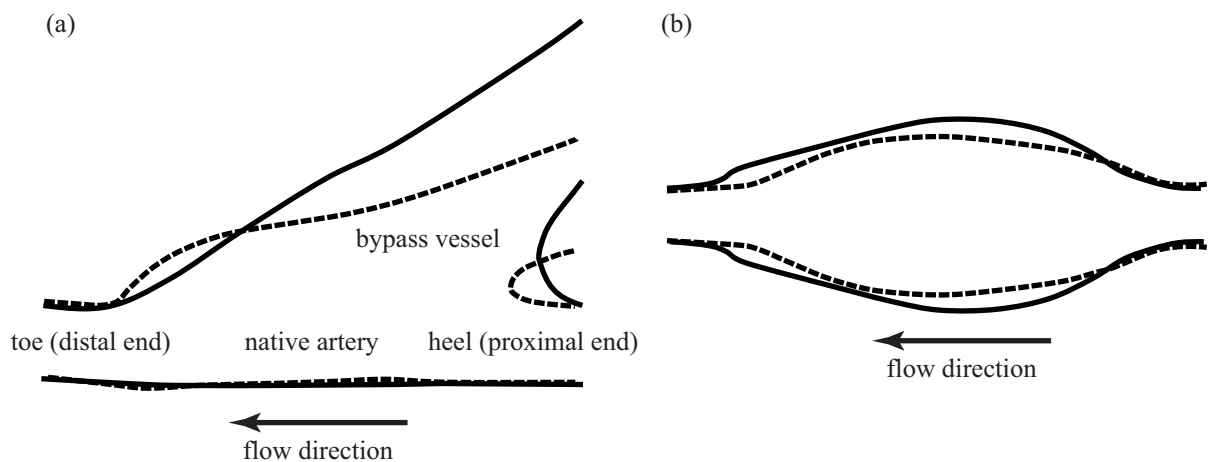 (a)
(b)
bypass vessel
toe (distal end)
native artery
heel (proximal end)
flow direction
flow direction